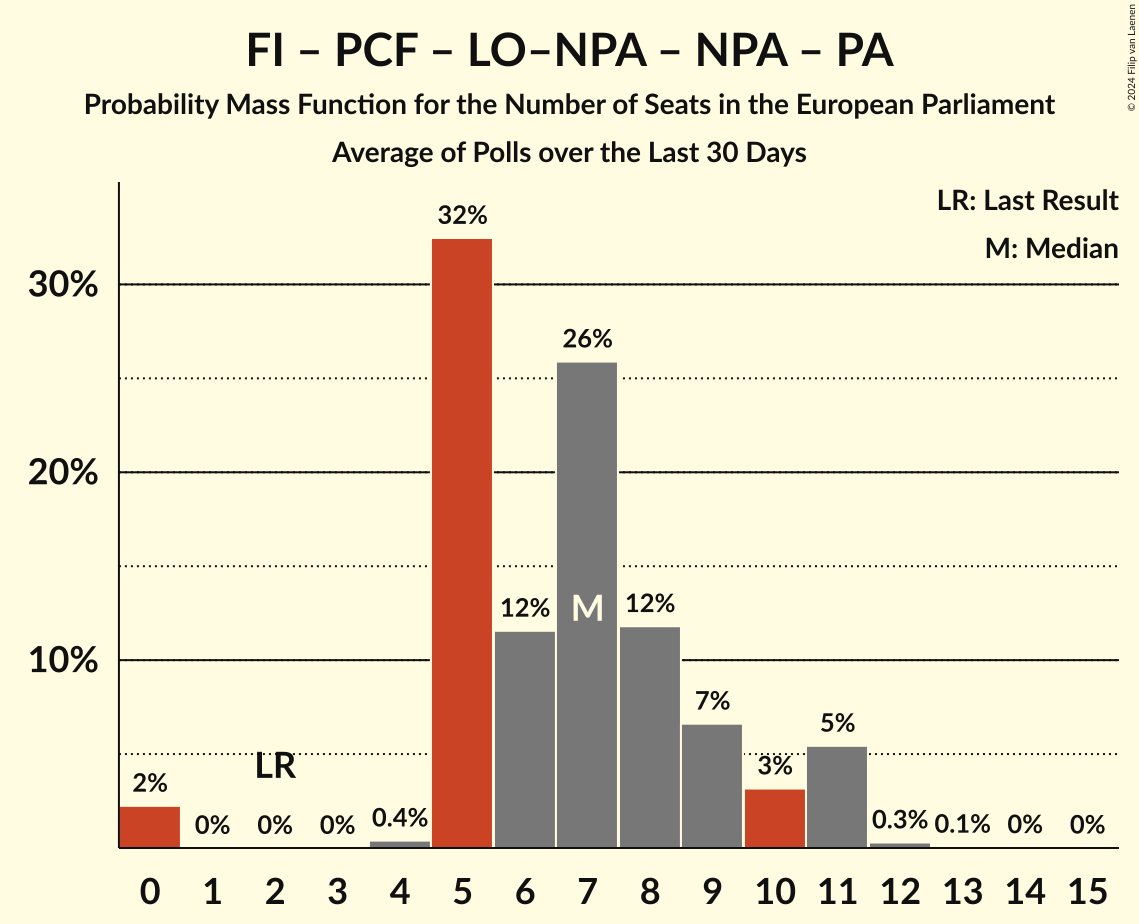 FI – PCF – LO–NPA – NPA – PA
Probability Mass Function for the Number of Seats in the European Parliament
Average of Polls over the Last 30 Days
© 2024 Filip van Laenen
LR: Last Result
M: Median
30%
20%
10%
2%
0%
0%
0%
0.4%
32%
12%
26%
12%
7%
3%
5%
0.3%
0.1%
0%
0%
LR
M
0 1 2 3 4 5 6 7 8 9 10 11 12 13 14 15